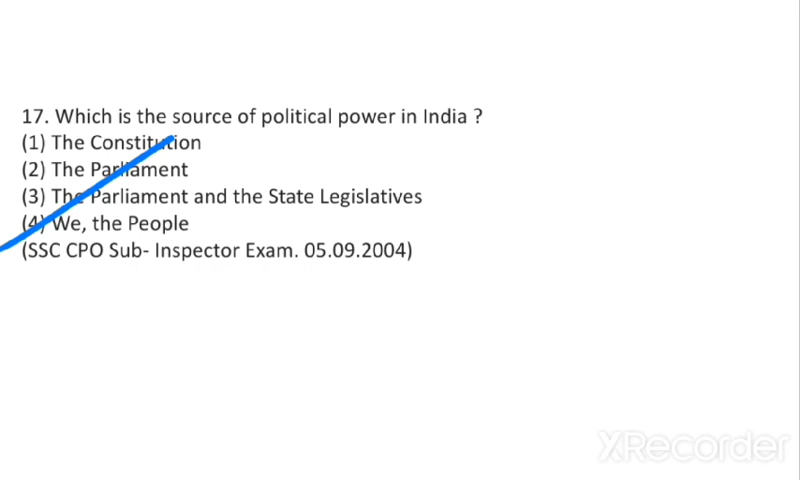 17. Which is the source of political power in India ?
(1) The Constitution
(2) The Parliament
(3) The Parliament and the State Legislatives
(4) We, the People
(SSC CPO Sub- Inspector Exam. 05.09.2004)
XRecorder